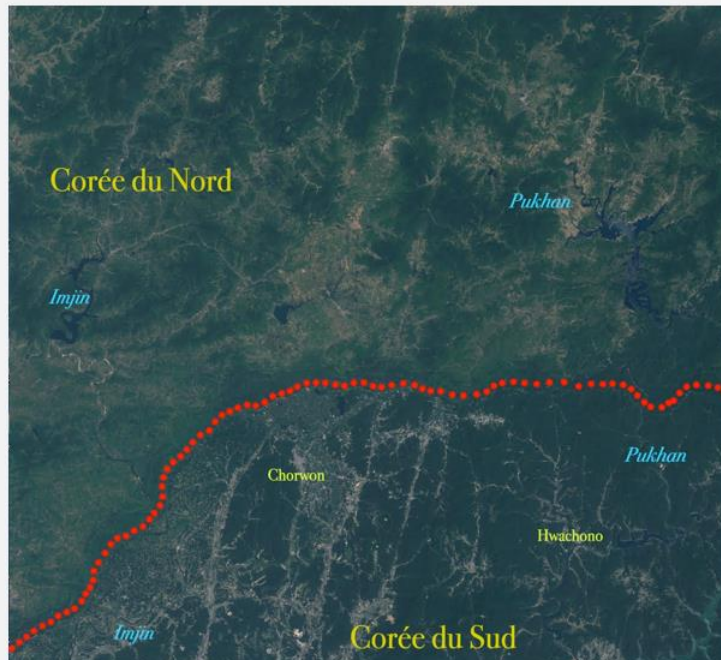 Corée du Nord
Pukhan
Imjin
Pukhan
Chorwon
Hwachono
Imjin
Corée du Sud